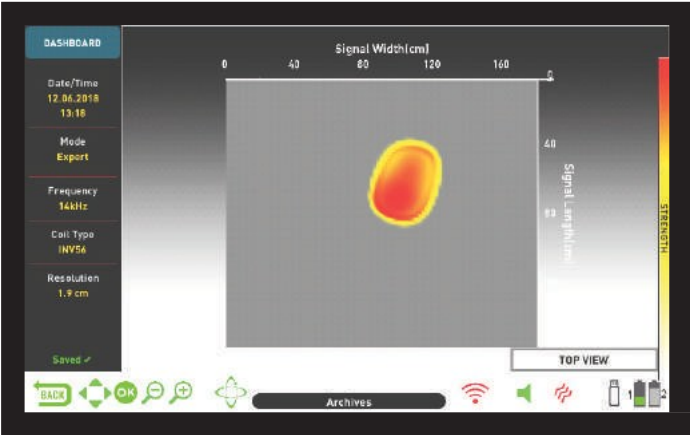 DASHBOARD
Date/Time
12.06.2018
13:18
Mode
Expert
Frequency
14kHz
Coil Type
INV56
Resolution
1.9 cm
Saved ✓
Signal Width(cm)
0 40 80 120 160
0
40
80
Signal Length(cm)
STRENGTH
TOP VIEW
BACK
OK
Archives
1
2